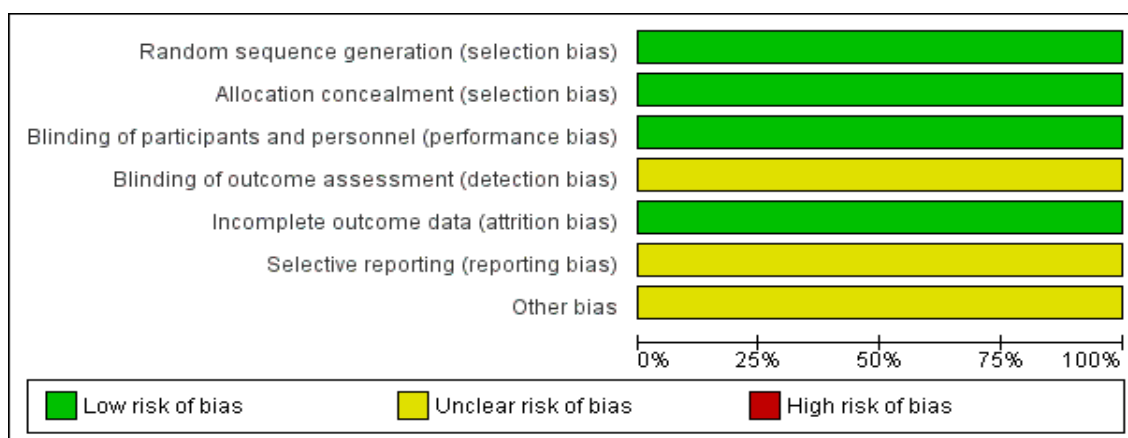 Random sequence generation (selection bias)
Allocation concealment (selection bias)
Blinding of participants and personnel (performance bias)
Blinding of outcome assessment (detection bias)
Incomplete outcome data (attrition bias)
Selective reporting (reporting bias)
Other bias
0% 25% 50% 75% 100%
Low risk of bias Unclear risk of bias High risk of bias